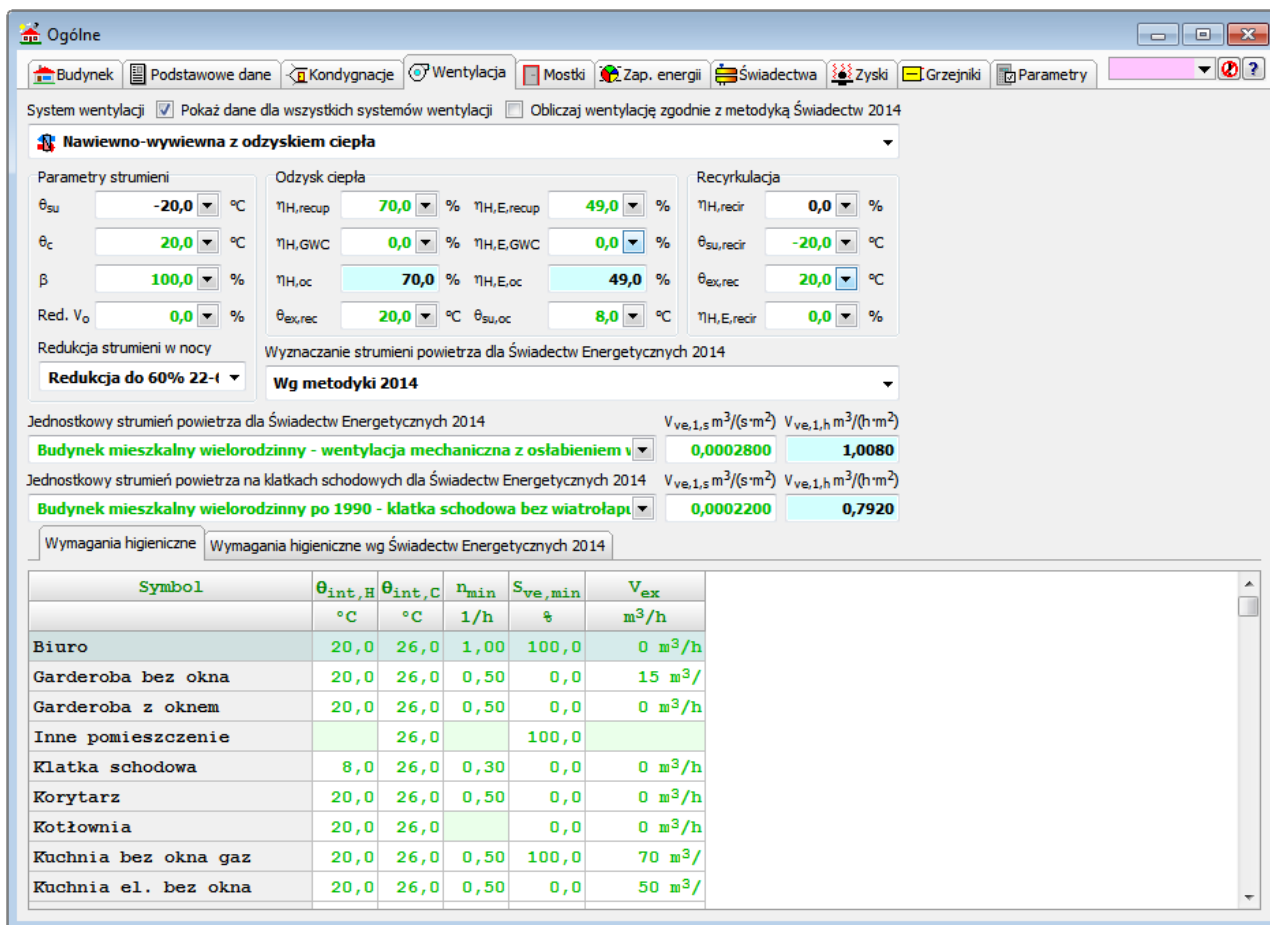 Ogólne
Budynek Podstawowe dane Kondygnacje Wentylacja Mostki Zap. energii Świadectwa Zyski Grzejniki Parametry ?
System wentylacji Pokaż dane dla wszystkich systemów wentylacji Obliczaj wentylację zgodnie z metodyką Świadectw 2014
Nawiewno-wywiewna z odzyskiem ciepła
Parametry strumieni Odzysk ciepła Recyrkulacja
θsu -20,0 °C ηH,recup 70,0 % ηH,E,recup 49,0 % ηH,recir 0,0 %
θc 20,0 °C ηH,GWC 0,0 % ηH,E,GWC 0,0 % θsu,recir -20,0 °C
β 100,0 % ηH,oc 70,0 % ηH,E,oc 49,0 % θex,rec 20,0 °C
Red. Vo 0,0 % θex,rec 20,0 °C θsu,oc 8,0 °C ηH,E,recir 0,0 %
Redukcja strumieni w nocy Wyznaczanie strumieni powietrza dla Świadectw Energetycznych 2014
Redukcja do 60% 22-6 Wg metodyki 2014
Jednostkowy strumień powietrza dla Świadectw Energetycznych 2014 Vve,1,s m³/(s·m²) Vve,1,h m³/(h·m²)
Budynek mieszkalny wielorodzinny - wentylacja mechaniczna z osłabieniem w 0,0002800 1,0080
Jednostkowy strumień powietrza na klatkach schodowych dla Świadectw Energetycznych 2014 Vve,1,s m³/(s·m²) Vve,1,h m³/(h·m²)
Budynek mieszkalny wielorodzinny po 1990 - klatka schodowa bez wiatrołapu 0,0002200 0,7920
Wymagania higieniczne Wymagania higieniczne wg Świadectw Energetycznych 2014
Symbol θint,H θint,C nmin Sve,min Vex
°C °C 1/h % m³/h
Biuro 20,0 26,0 1,00 100,0 0 m³/h
Garderoba bez okna 20,0 26,0 0,50 0,0 15 m³/
Garderoba z oknem 20,0 26,0 0,50 0,0 0 m³/h
Inne pomieszczenie 26,0 100,0
Klatka schodowa 8,0 26,0 0,30 0,0 0 m³/h
Korytarz 20,0 26,0 0,50 0,0 0 m³/h
Kotłownia 20,0 26,0 0,0 0 m³/h
Kuchnia bez okna gaz 20,0 26,0 0,50 100,0 70 m³/
Kuchnia el. bez okna 20,0 26,0 0,50 0,0 50 m³/